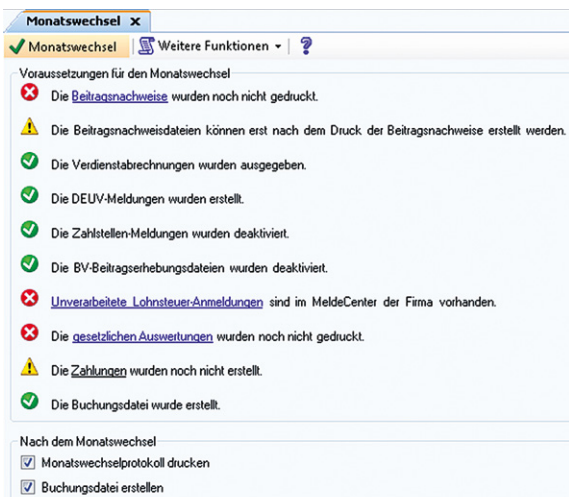 Monatswechsel x
Monatswechsel Weitere Funktionen ?
Voraussetzungen für den Monatswechsel
Die Beitragsnachweise wurden noch nicht gedruckt.
Die Beitragsnachweisdateien können erst nach dem Druck der Beitragsnachweise erstellt werden.
Die Verdienstabrechnungen wurden ausgegeben.
Die DEUV-Meldungen wurden erstellt.
Die Zahlstellen-Meldungen wurden deaktiviert.
Die BV-Beitragserhebungsdateien wurden deaktiviert.
Unverarbeitete Lohnsteuer-Anmeldungen sind im MeldeCenter der Firma vorhanden.
Die gesetzlichen Auswertungen wurden noch nicht gedruckt.
Die Zahlungen wurden noch nicht erstellt.
Die Buchungsdatei wurde erstellt.
Nach dem Monatswechsel
Monatswechselprotokoll drucken
Buchungsdatei erstellen